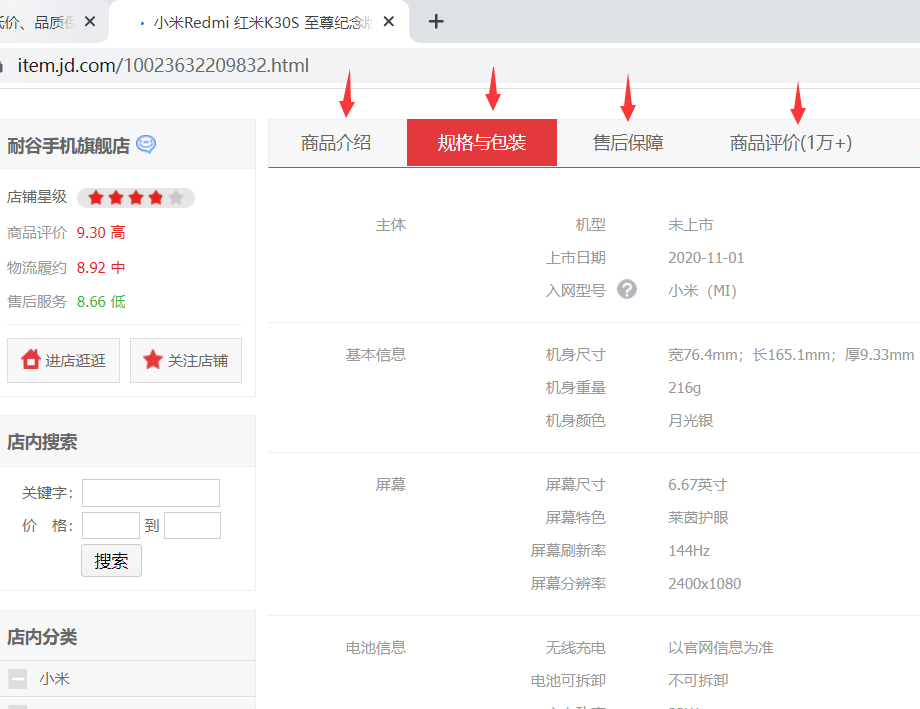 低价、品质保
小米Redmi 红米K30S 至尊纪念版
item.jd.com/10023632209832.html
耐谷手机旗舰店
店铺星级
商品评价 9.30 高
物流履约 8.92 中
售后服务 8.66 低
进店逛逛 关注店铺
店内搜索
关键字：
价 格： 到
搜索
店内分类
小米
商品介绍 规格与包装 售后保障 商品评价(1万+)
主体 机型 未上市
上市日期 2020-11-01
入网型号 ? 小米（MI）
基本信息 机身尺寸 宽76.4mm；长165.1mm；厚9.33mm
机身重量 216g
机身颜色 月光银
屏幕 屏幕尺寸 6.67英寸
屏幕特色 莱茵护眼
屏幕刷新率 144Hz
屏幕分辨率 2400x1080
电池信息 无线充电 以官网信息为准
电池可拆卸 不可拆卸